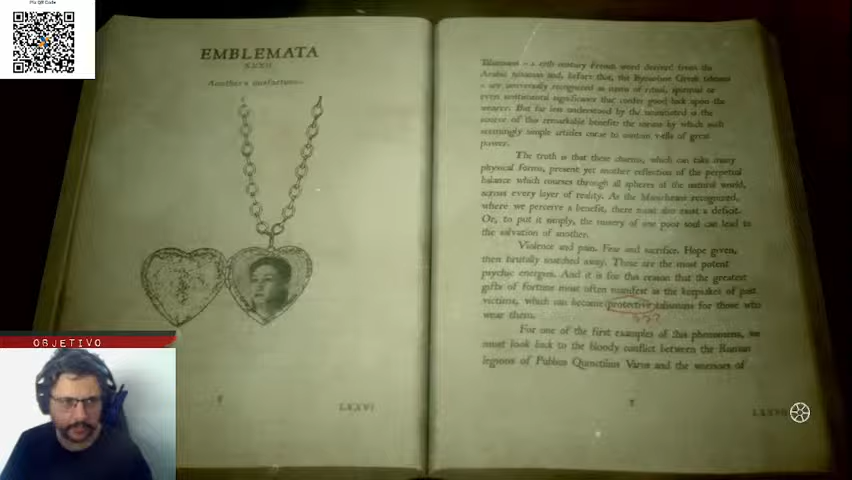 EMBLEMATA
XXXII
Another's misfortune
LXXVI
Talismans – a 17th century French word derived from the
Arabic talisman and, before that, the Byzantine Greek
– are universally recognized as items of ritual, spiritual or
even sentimental significance that confer good luck upon the
wearer. But far less understood by the uninitiated is the
source of this remarkable benefit: the means by which such
seemingly simple articles come to contain wells of great
power.
The truth is that these charms, which can take many
physical forms, present yet another reflection of the perpetual
balance which courses through all spheres of the natural world,
across every layer of reality. As the recognized,
where we perceive a benefit, there must also exist a deficit.
Or, to put it simply, the misery of one poor soul can lead to
the salvation of another.
Violence and pain. Fear and sacrifice. Hope given,
then brutally snatched away. These are the most potent
psychic energies. And it is for this reason that the greatest
gifts of fortune most often manifest in the keepsakes of past
victims, which can become protective talismans for those who
wear them.
???
For one of the first examples of this phenomena, we
must look back to the bloody conflict between the Roman
legions of Publius Quinctilius Varus and the warriors of
OBJETIVO